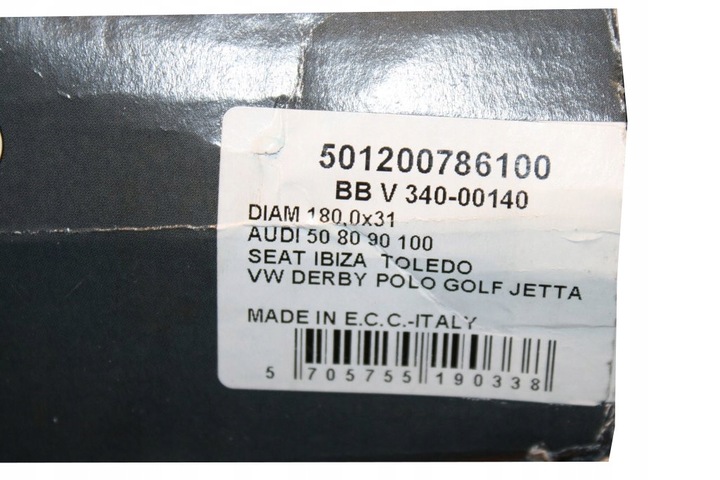 501200786100
BB V 340-00140
DIAM 180,0x31
AUDI 50 80 90 100
SEAT IBIZA TOLEDO
VW DERBY POLO GOLF JETTA
MADE IN E.C.C.-ITALY
5 705755 190338